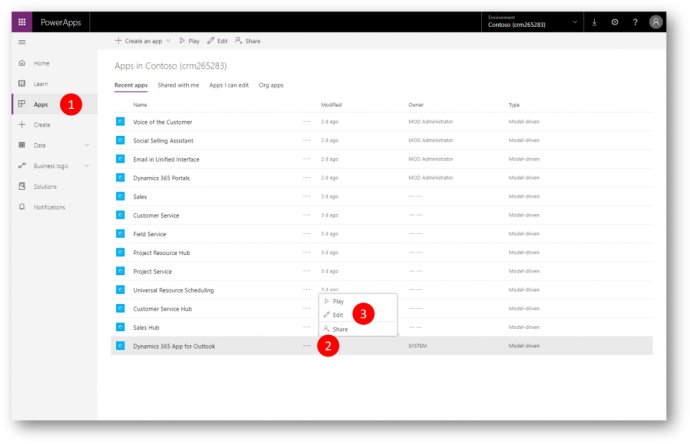 PowerApps
Environment
Contoso (crm265283)
?
Create an app
Play
Edit
Share
Home
Learn
Apps
1
Create
Data
Business logic
Solutions
Notifications
Apps in Contoso (crm265283)
Recent apps Shared with me Apps I can edit Org apps
Name Modified Owner Type
Voice of the Customer ... 2 d ago MOD Administrator Model-driven
Social Selling Assistant ... 2 d ago MOD Administrator Model-driven
Email in Unified Interface ... 2 d ago MOD Administrator Model-driven
Dynamics 365 Portals ... 2 d ago MOD Administrator Model-driven
Sales ... 3 d ago --- --- Model-driven
Customer Service ... 3 d ago --- --- Model-driven
Field Service ... 3 d ago --- --- Model-driven
Project Resource Hub ... 3 d ago --- --- Model-driven
Project Service ... 3 d ago --- --- Model-driven
Universal Resource Scheduling ... 3 d ago --- --- Model-driven
Customer Service Hub ... --- --- Model-driven
Sales Hub ... --- --- Model-driven
Dynamics 365 App for Outlook ... SYSTEM Model-driven
Play
Edit
3
Share
2